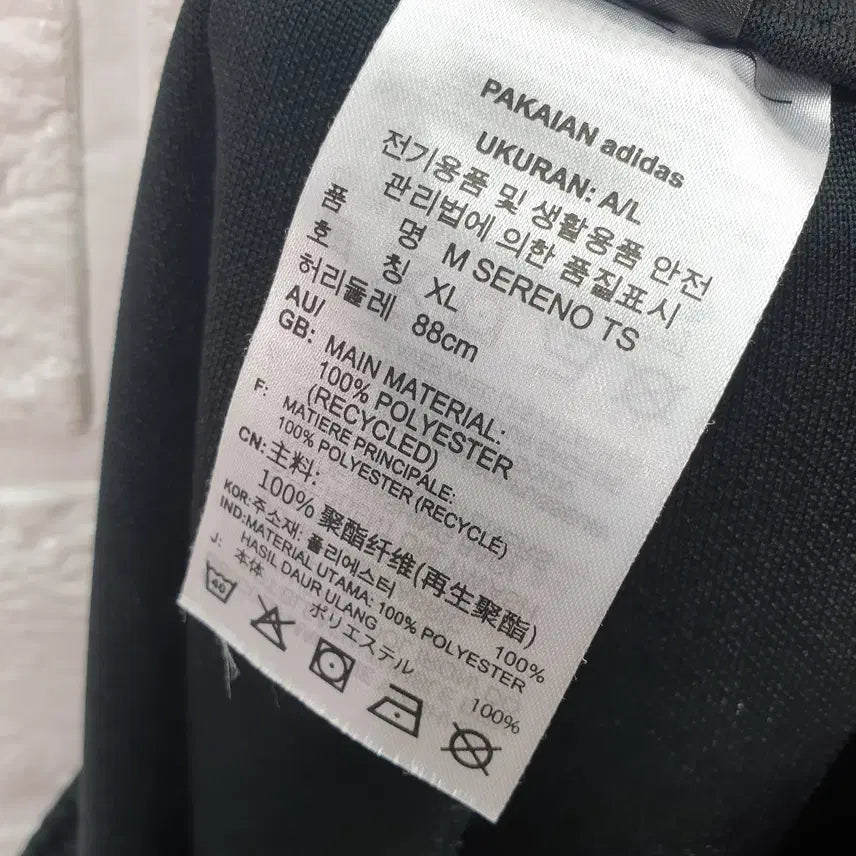 PAKAIAN adidas
UKURAN: A/L
전기용품 및 생활용품 안전
관리법에 의한 품질표시
품 명 M SERENO TS
호 칭 XL
허리둘레 88cm
AU/
GB: MAIN MATERIAL:
100% POLYESTER
(RECYCLED)
F: MATIERE PRINCIPALE:
100% POLYESTER (RECYCLÉ)
CN: 主料:
100% 聚酯纤维(再生聚酯)
KOR: 주소재: 폴리에스터 100%
IND: MATERIAL UTAMA: 100% POLYESTER
HASIL DAUR ULANG
J: 本体
ポリエステル 100%
40